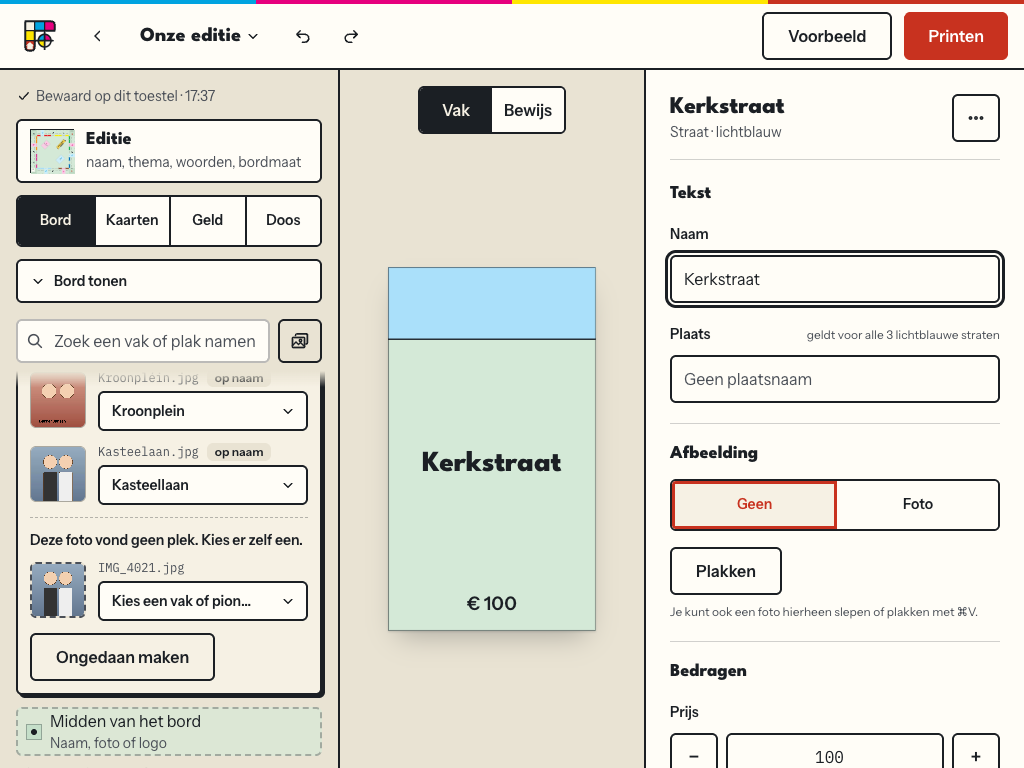 Onze editie
Voorbeeld
Printen
Bewaard op dit toestel · 17:37
Editie
naam, thema, woorden, bordmaat
Bord
Kaarten
Geld
Doos
Bord tonen
Zoek een vak of plak namen
Kroonplein.jpg op naam
Kroonplein
Kasteelaan.jpg op naam
Kasteellaan
Deze foto vond geen plek. Kies er zelf een.
IMG_4021.jpg
Kies een vak of pion...
Ongedaan maken
Midden van het bord
Naam, foto of logo
Vak
Bewijs
Kerkstraat
€ 100
Kerkstraat
Straat · lichtblauw
Tekst
Naam
Kerkstraat
Plaats
geldt voor alle 3 lichtblauwe straten
Geen plaatsnaam
Afbeelding
Geen
Foto
Plakken
Je kunt ook een foto hierheen slepen of plakken met ⌘V.
Bedragen
Prijs
− 100 +